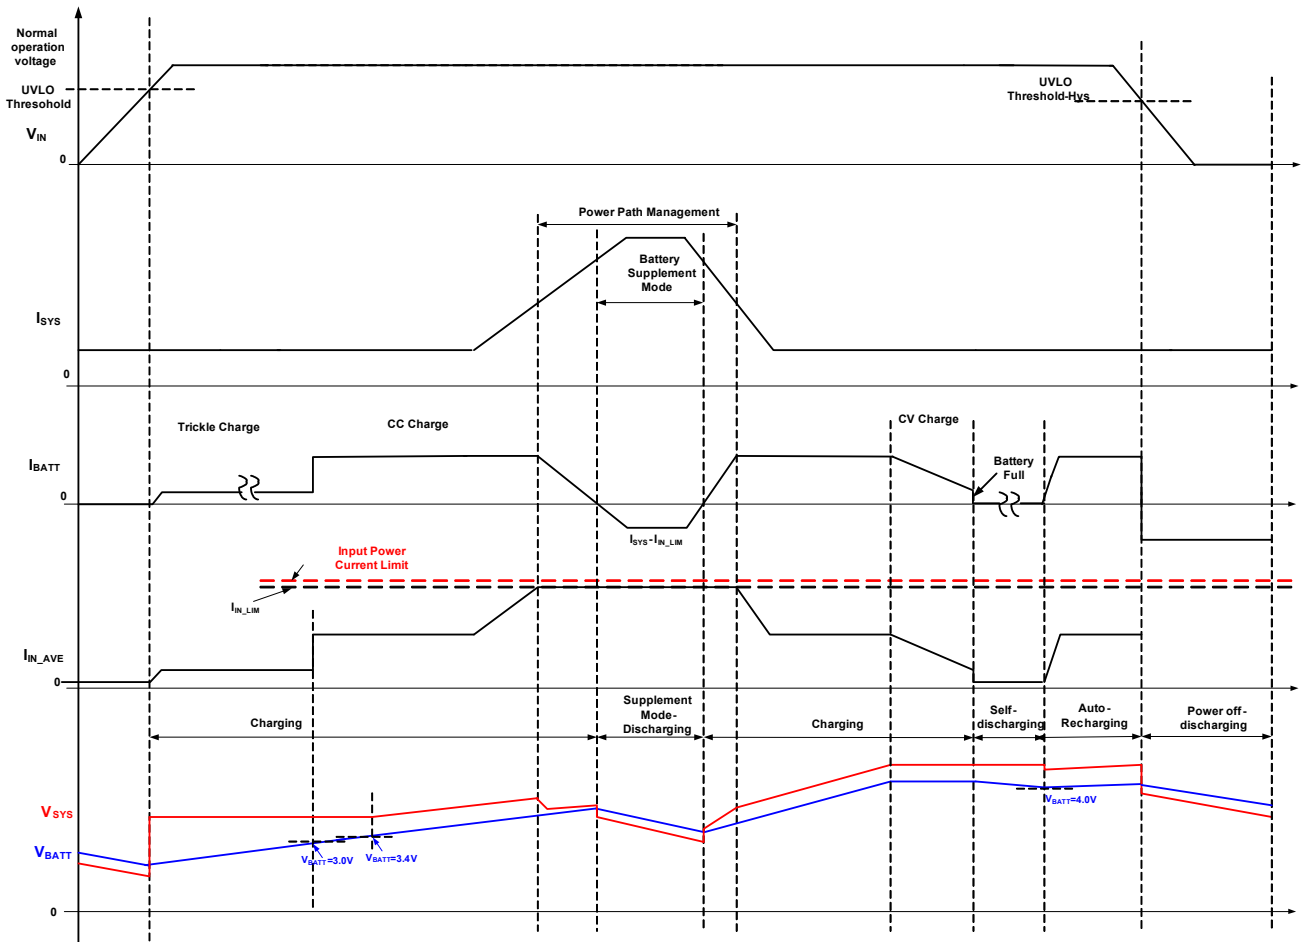 Normal
operation
voltage
UVLO
Thresohold
VIN
0
UVLO
Threshold-Hys
Power Path Management
Battery
Supplement
Mode
ISYS
0
Trickle Charge
CC Charge
CV Charge
Battery
Full
IBATT
0
ISYS-IIN_LIM
Input Power
Current Limit
IIN_LIM
IIN_AVE
0
Charging
Supplement
Mode-
Discharging
Charging
Self-
discharging
Auto-
Recharging
Power off-
discharging
VSYS
VBATT
VBATT=3.0V
VBATT=3.4V
VBATT=4.0V
0